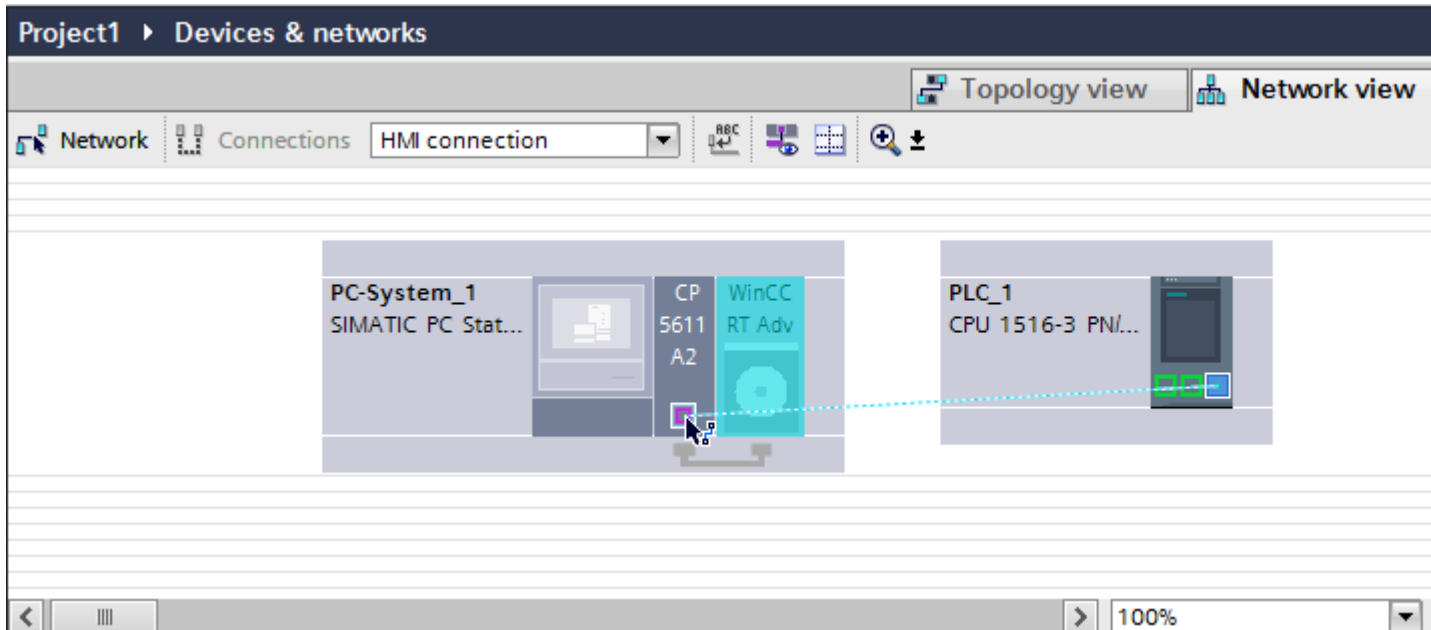 Project1 ▸ Devices & networks
Topology view
Network view
Network
Connections
HMI connection
ABC
PC-System_1
SIMATIC PC Stat...
CP
5611
A2
WinCC
RT Adv
PLC_1
CPU 1516-3 PN/...
100%